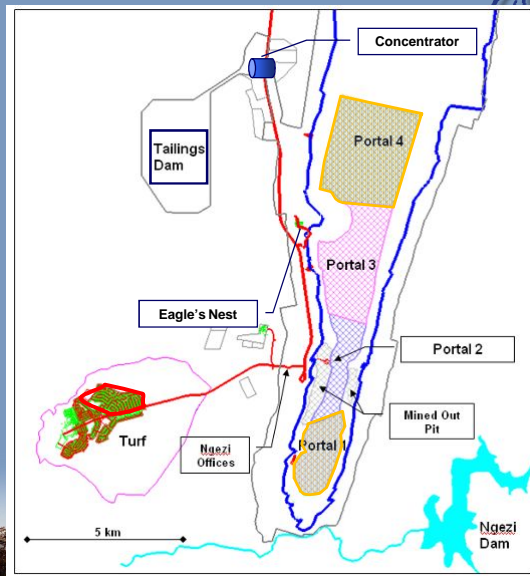 Concentrator
Portal 4
Tailings
Dam
Portal 3
Eagle's Nest
Portal 2
Mined Out
Pit
Turf
Ngezi
Offices
Portal 1
5 km
Ngezi
Dam